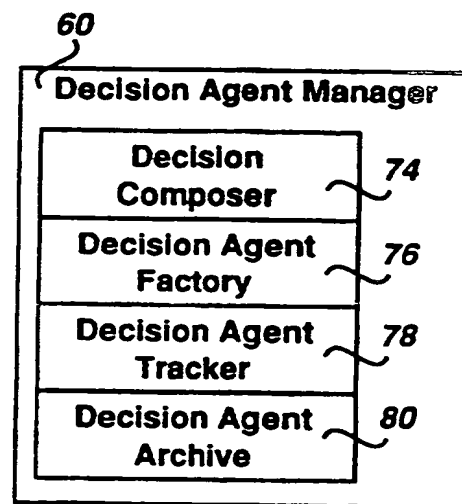 60
Decision Agent Manager
Decision
Composer
74
Decision Agent
Factory
76
Decision Agent
Tracker
78
Decision Agent
Archive
80